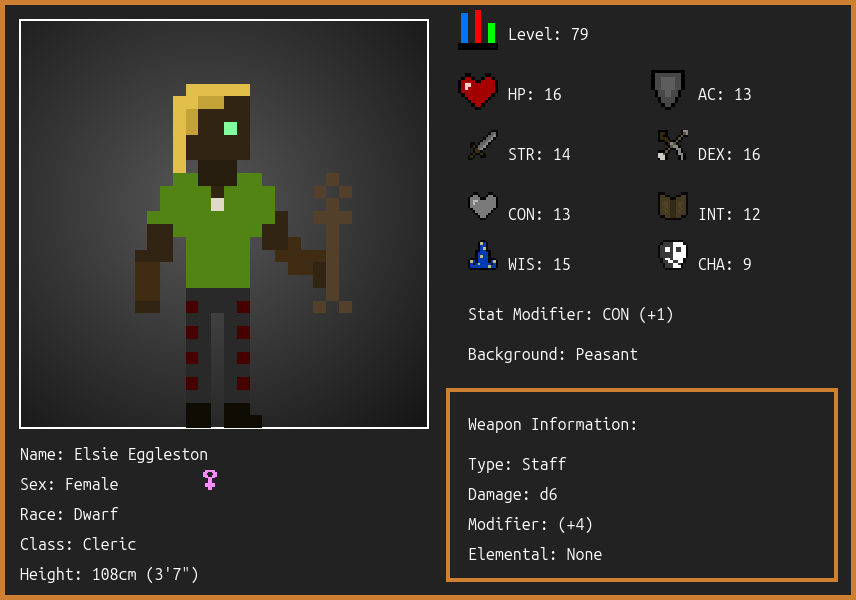 Level: 79
HP: 16
AC: 13
STR: 14
DEX: 16
CON: 13
INT: 12
WIS: 15
CHA: 9
Stat Modifier: CON (+1)
Background: Peasant
Weapon Information:
Type: Staff
Damage: d6
Modifier: (+4)
Elemental: None
Name: Elsie Eggleston
Sex: Female
Race: Dwarf
Class: Cleric
Height: 108cm (3'7")